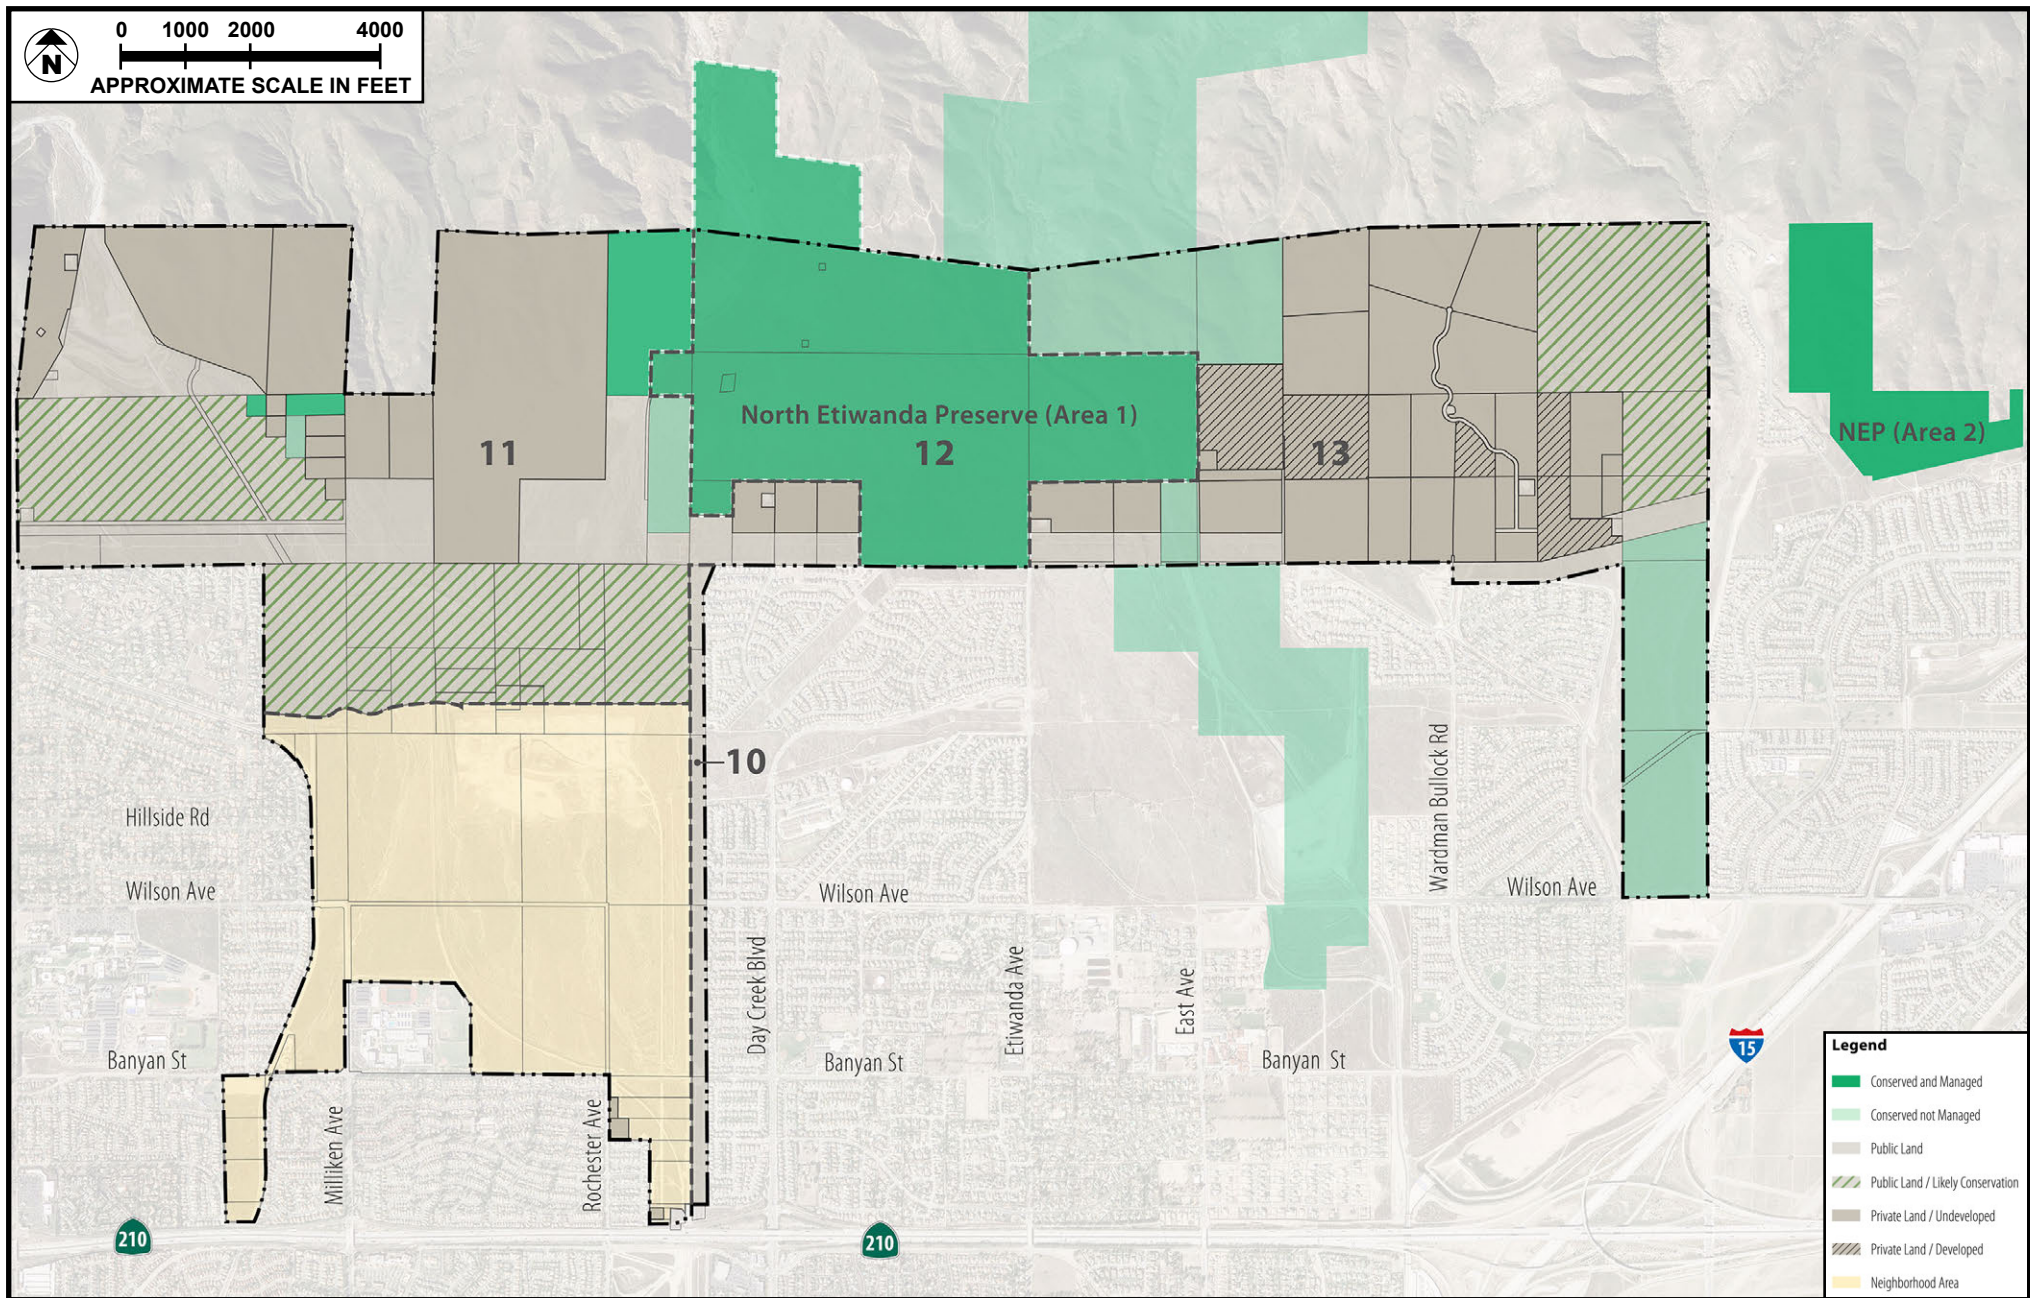 0 1000 2000 4000
N
APPROXIMATE SCALE IN FEET
North Etiwanda Preserve (Area 1)
11
12
13
NEP (Area 2)
10
Hillside Rd
Wilson Ave
Wilson Ave
Wilson Ave
Wardman Bullock Rd
Day Creek Blvd
Etiwanda Ave
East Ave
Banyan St
Banyan St
Banyan St
Milliken Ave
Rochester Ave
15
210
210
Legend
Conserved and Managed
Conserved not Managed
Public Land
Public Land / Likely Conservation
Private Land / Undeveloped
Private Land / Developed
Neighborhood Area